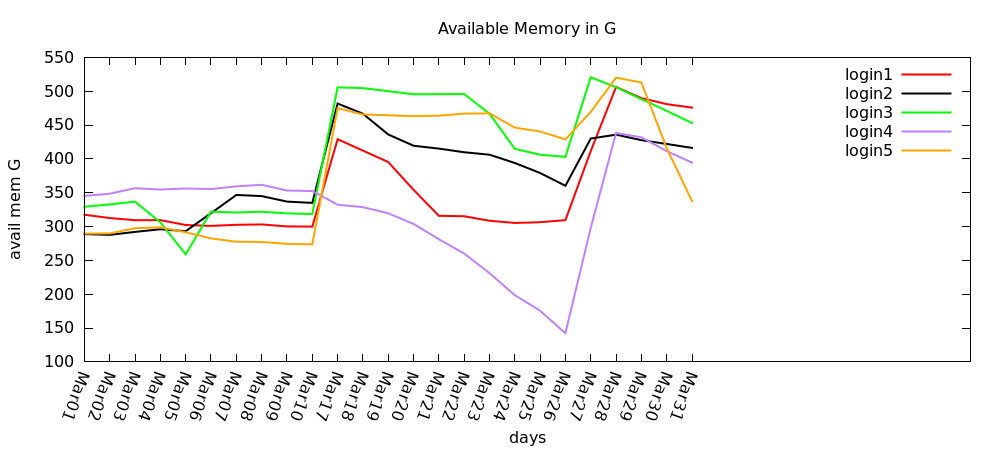 Available Memory in G
550
500
450
400
350
300
250
200
150
100
avail mem G
login1
login2
login3
login4
login5
Mar01
Mar02
Mar03
Mar04
Mar05
Mar06
Mar07
Mar08
Mar09
Mar10
Mar17
Mar18
Mar19
Mar20
Mar21
Mar22
Mar23
Mar24
Mar25
Mar26
Mar27
Mar28
Mar29
Mar30
Mar31
days